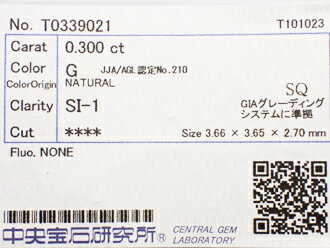 No. T0339021 T101023
Carat 0.300 ct
Color G JJA/AGL認定No.210
ColorOrigin NATURAL
Clarity SI-1 SQ
GIAグレーディング
システムに準拠
Cut **** Size 3.66 × 3.65 × 2.70 mm
Fluo. NONE
中央宝石研究所® CENTRAL GEM
LABORATORY